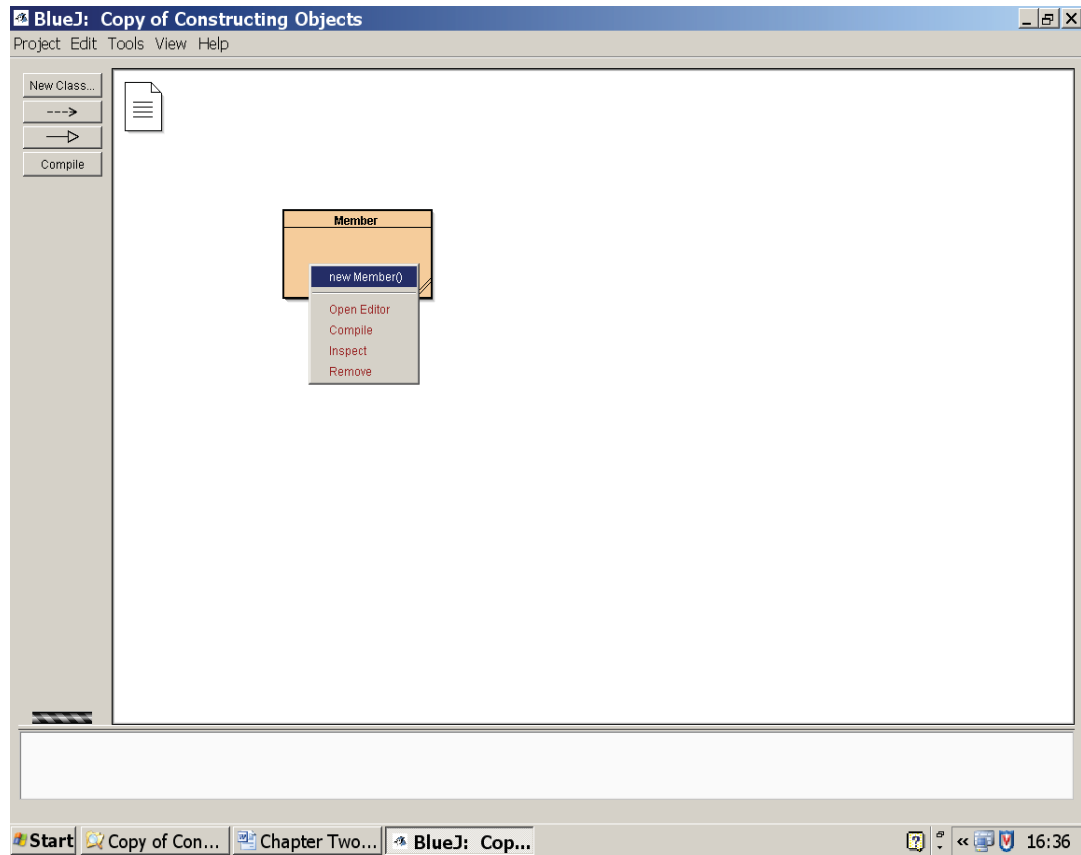 BlueJ: Copy of Constructing Objects
Project Edit Tools View Help
New Class...
Compile
Member
new Member()
Open Editor
Compile
Inspect
Remove
Start Copy of Con... Chapter Two... BlueJ: Cop... 16:36